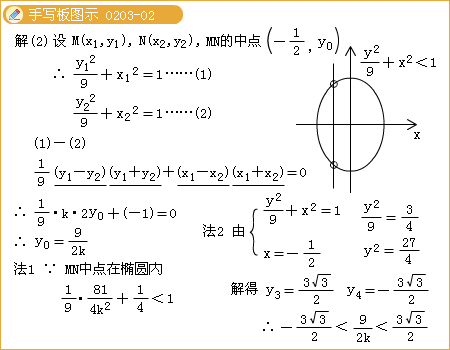 手写板图示 0203-02
解(2) 设 M(x₁,y₁), N(x₂,y₂), MN的中点(-1/2, y₀)
∴ y₁²/9+x₁²=1……(1)
y₂²/9+x₂²=1……(2)
(1)-(2)
1/9 (y₁-y₂)(y₁+y₂)+(x₁-x₂)(x₁+x₂)=0
∴ 1/9·k·2y₀+(-1)=0
∴ y₀=9/2k
法1 ∵ MN中点在椭圆内
1/9·81/4k²+1/4<1
y²/9+x²<1
x
法2 由 { y²/9+x²=1
x=-1/2
y²/9=3/4
y²=27/4
解得 y₃=3√3/2 y₄=-3√3/2
∴ -3√3/2<9/2k<3√3/2